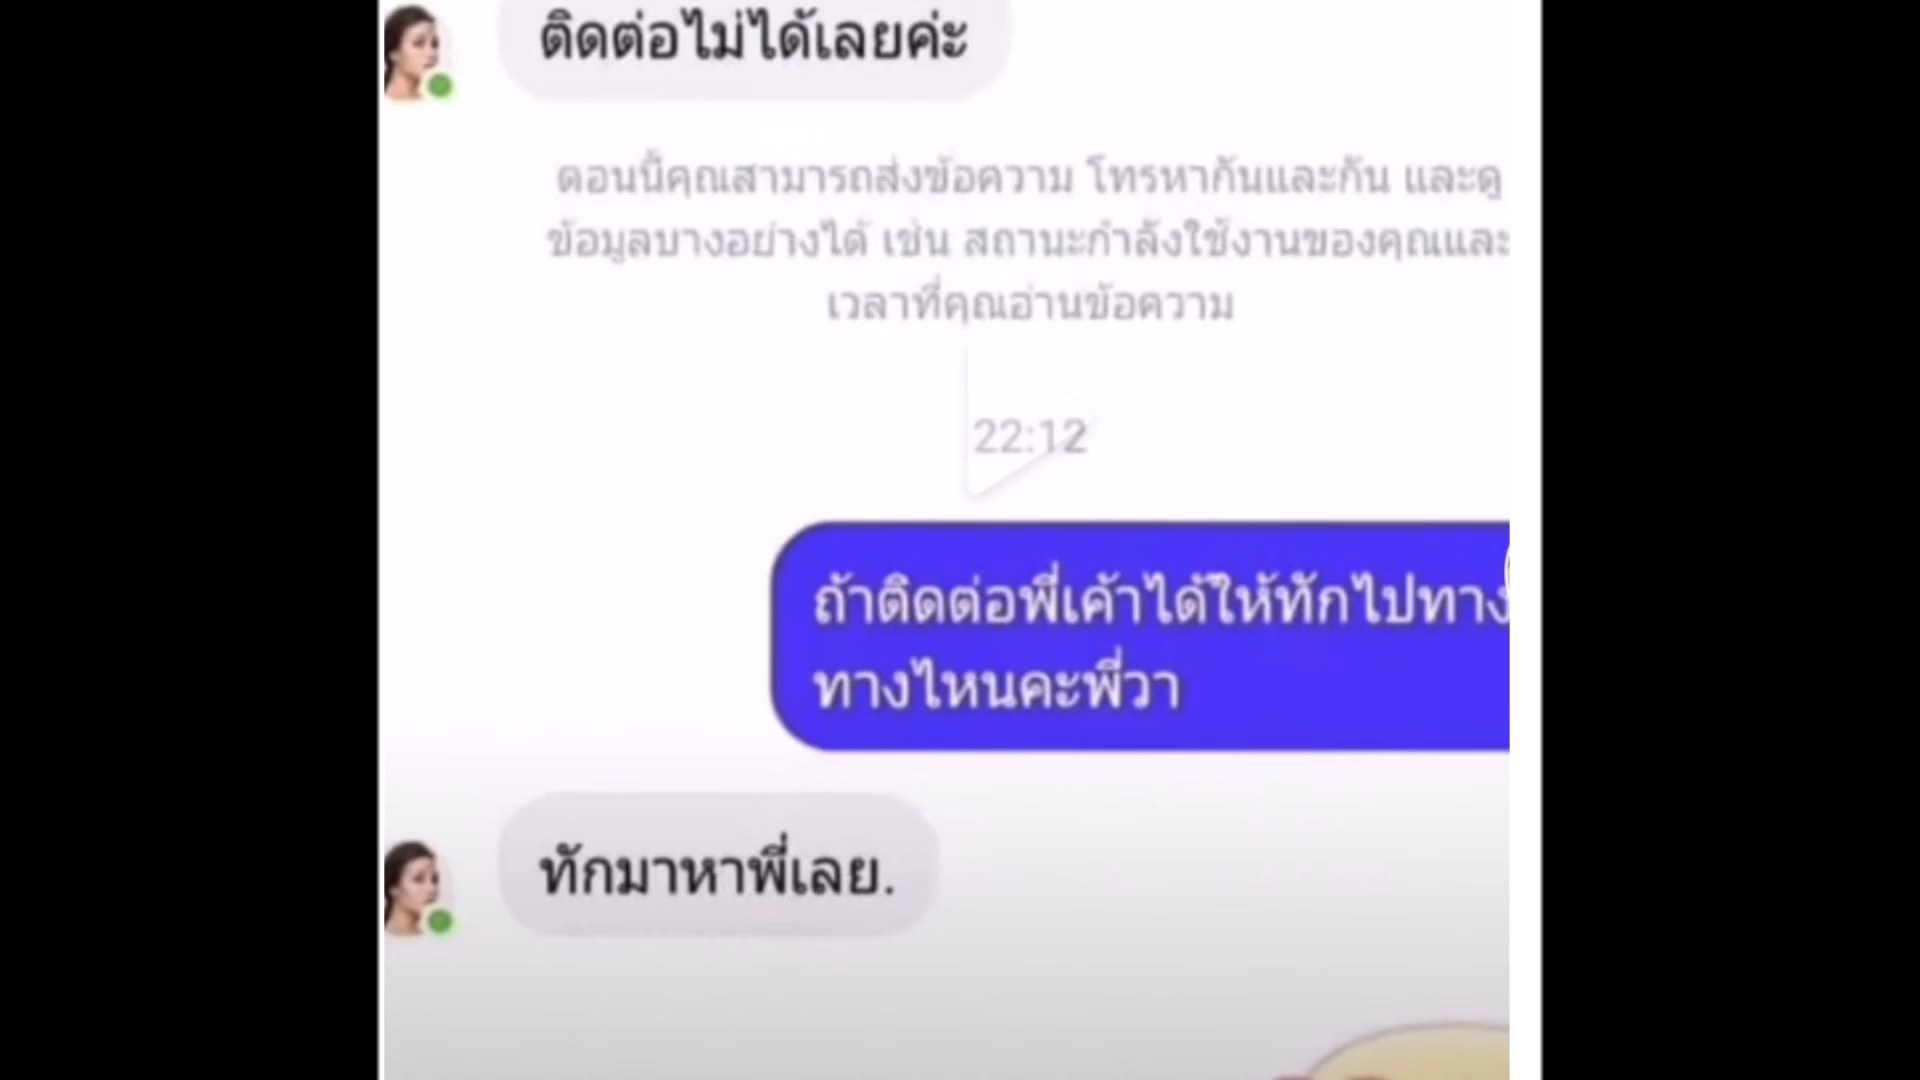 ติดต่อไม่ได้เลยค่ะ
ตอนนี้คุณสามารถส่งข้อความ โทรหากันและกัน และดู
ข้อมูลบางอย่างได้ เช่น สถานะกำลังใช้งานของคุณและ
เวลาที่คุณอ่านข้อความ
22:12
ถ้าติดต่อพี่เค้าได้ให้ทักไปทาง
ทางไหนคะพี่วา
ทักมาหาพี่เลย.